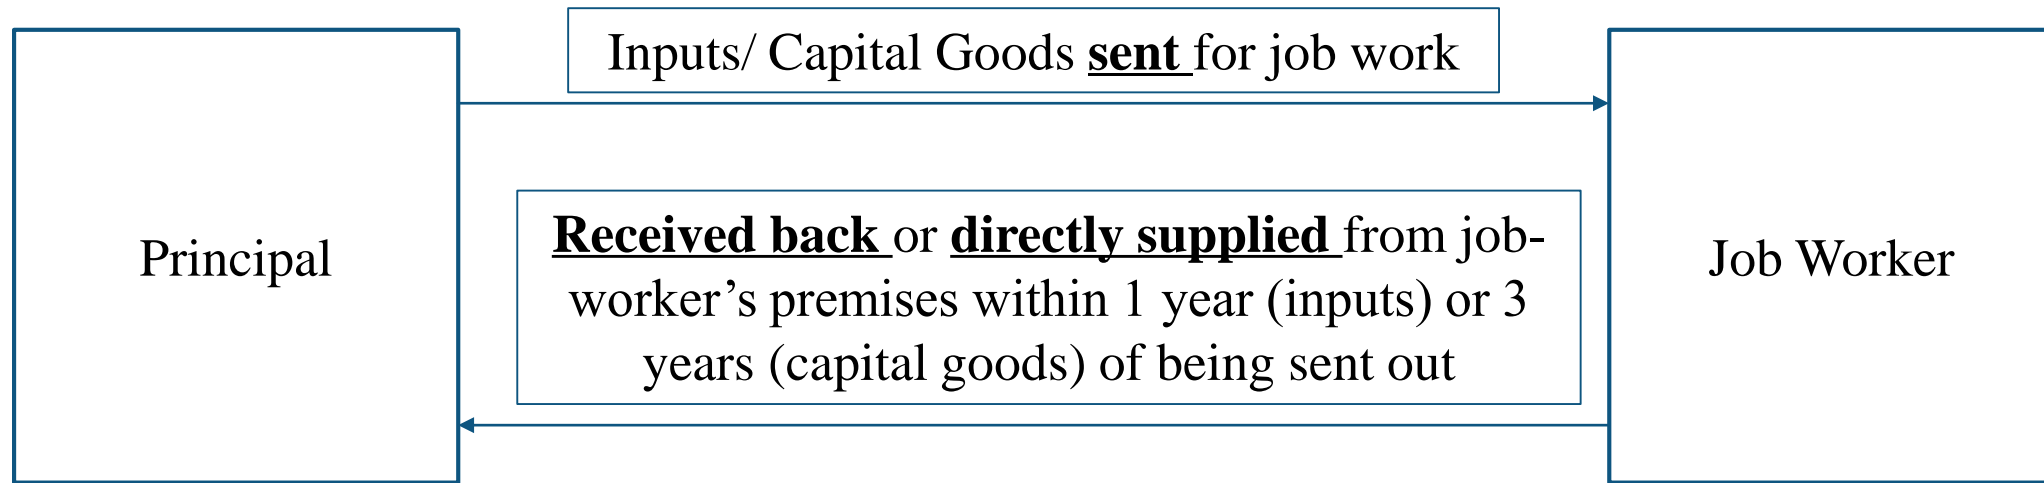 Inputs/ Capital Goods sent for job work
Principal
Received back or directly supplied from job-
worker’s premises within 1 year (inputs) or 3
years (capital goods) of being sent out
Job Worker